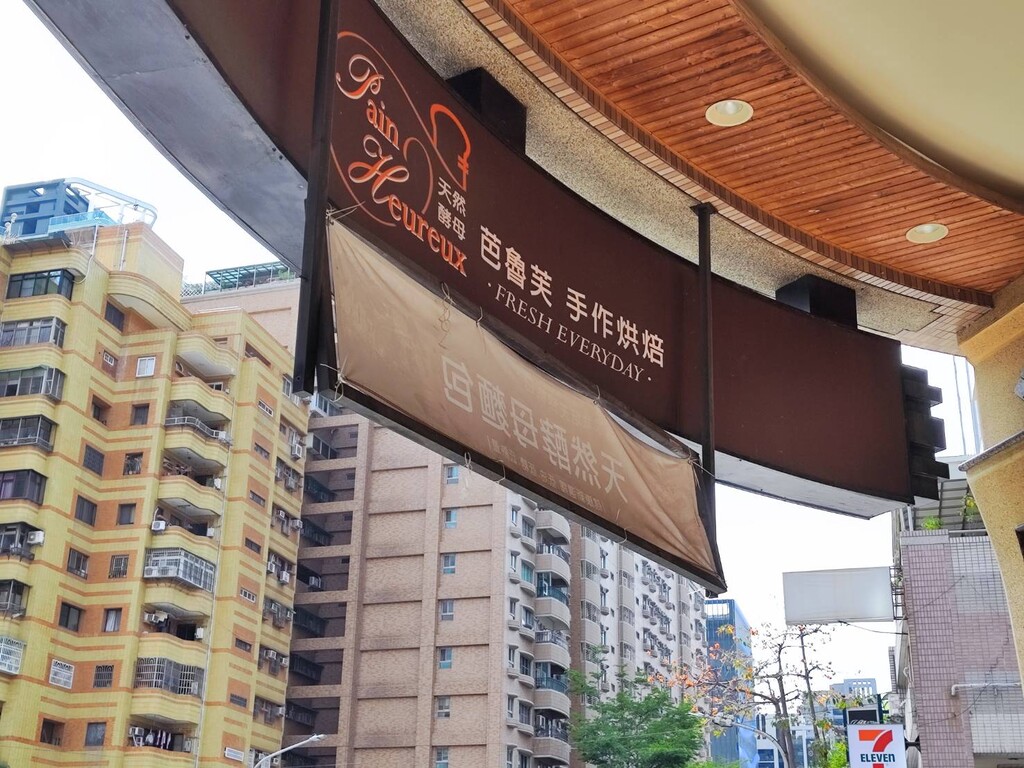 Pain
Heureux
天然
酵母
芭魯芙 手作烘焙
· FRESH EVERYDAY ·
天然酵母麵包
7
ELEVEN